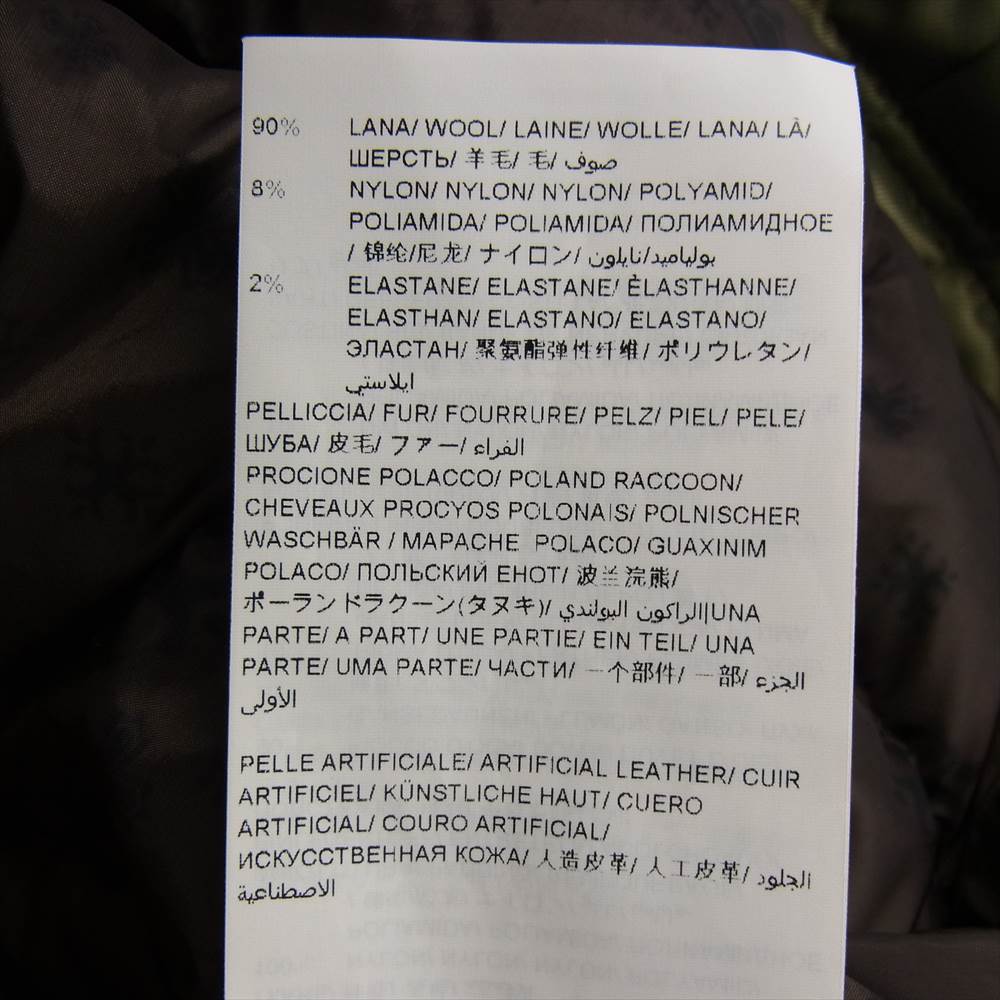 90% LANA/ WOOL/ LAINE/ WOLLE/ LANA/ LÀ/
ШЕРСТЬ/ 羊毛/ 毛/ صوف
8% NYLON/ NYLON/ NYLON/ POLYAMID/
POLIAMIDA/ POLIAMIDA/ ПОЛИАМИДНОЕ
/ 锦纶/尼龙/ ナイロン/ بولياميد/نايلون
2% ELASTANE/ ELASTANE/ ÈLASTHANNE/
ELASTHAN/ ELASTANO/ ELASTANO/
ЭЛАСТАН/ 聚氨酯弹性纤维/ ポリウレタン/
ايلاستي
PELLICCIA/ FUR/ FOURRURE/ PELZ/ PIEL/ PELE/
ШУБА/ 皮毛/ ファー/ الفراء
PROCIONE POLACCO/ POLAND RACCOON/
CHEVEAUX PROCYOS POLONAIS/ POLNISCHER
WASCHBÄR / MAPACHE POLACO/ GUAXINIM
POLACO/ ПОЛЬСКИЙ ЕНОТ/ 波兰浣熊/
ポーランドラクーン(タヌキ)/ الراكون البولندي|UNA
PARTE/ A PART/ UNE PARTIE/ EIN TEIL/ UNA
PARTE/ UMA PARTE/ ЧАСТИ/ 一个部件/ 一部/ الجزء
الأولى
PELLE ARTIFICIALE/ ARTIFICIAL LEATHER/ CUIR
ARTIFICIEL/ KÜNSTLICHE HAUT/ CUERO
ARTIFICIAL/ COURO ARTIFICIAL/
ИСКУССТВЕННАЯ КОЖА/ 人造皮革/ 人工皮革/ الجلود
الاصطناعية